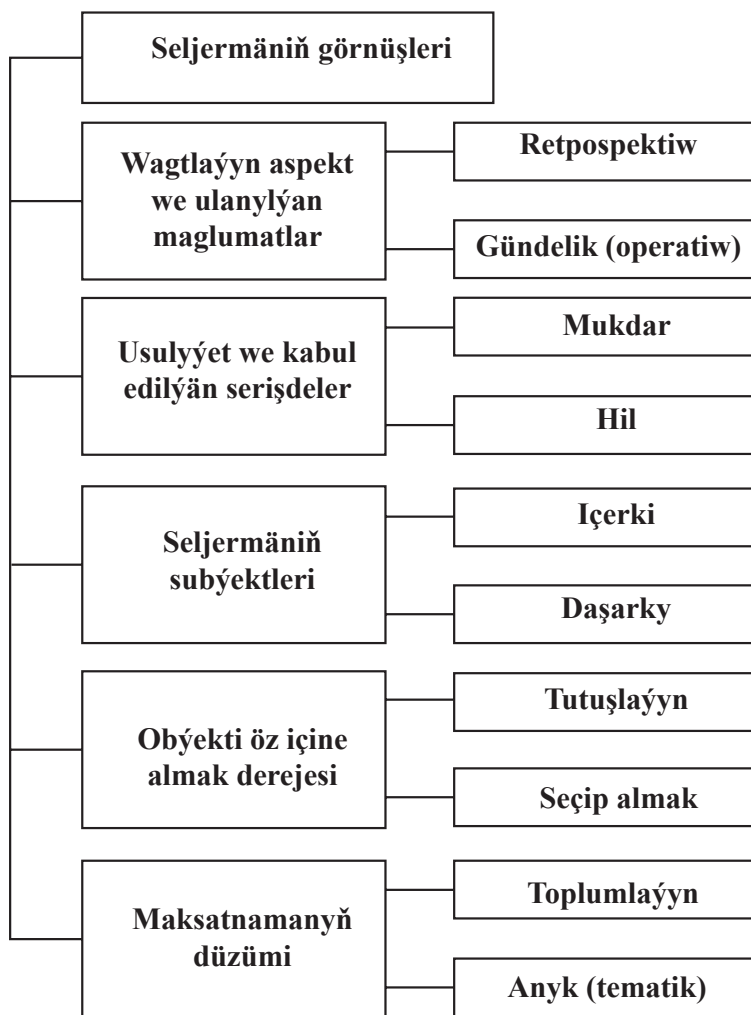 Seljermäniň görnüşleri
Wagtlaýyn aspekt
we ulanylýan
maglumatlar
Retpospektiw
Gündelik (operatiw)
Usulyýet we kabul
edilýän serişdeler
Mukdar
Hil
Seljermäniň
subýektleri
Içerki
Daşarky
Obýekti öz içine
almak derejesi
Tutuşlaýyn
Seçip almak
Maksatnamanyň
düzümi
Toplumlaýyn
Anyk (tematik)